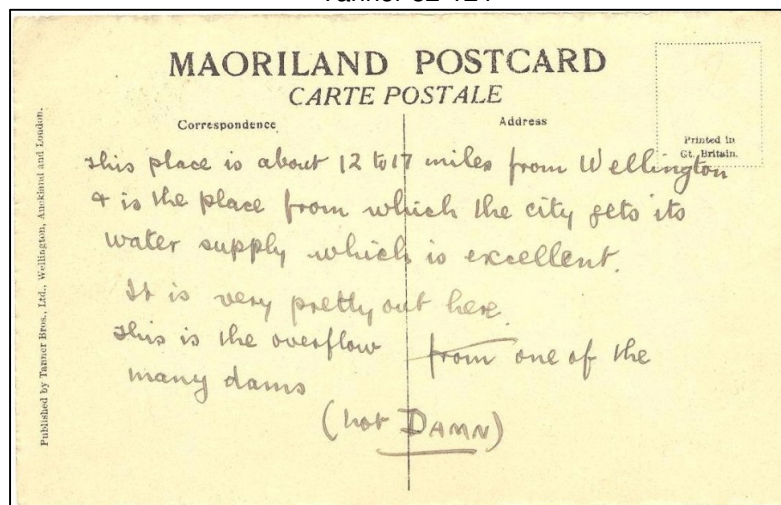 MAORILAND POSTCARD
CARTE POSTALE
Correspondence
Address
Printed in
Gt. Britain.
This place is about 12 to 17 miles from Wellington
& is the place from which the city gets its
water supply which is excellent.
It is very pretty out here.
This is the overflow from one of the
many dams
(not DAMN)
Published by Tanner Bros., Ltd., Wellington, Auckland and London.